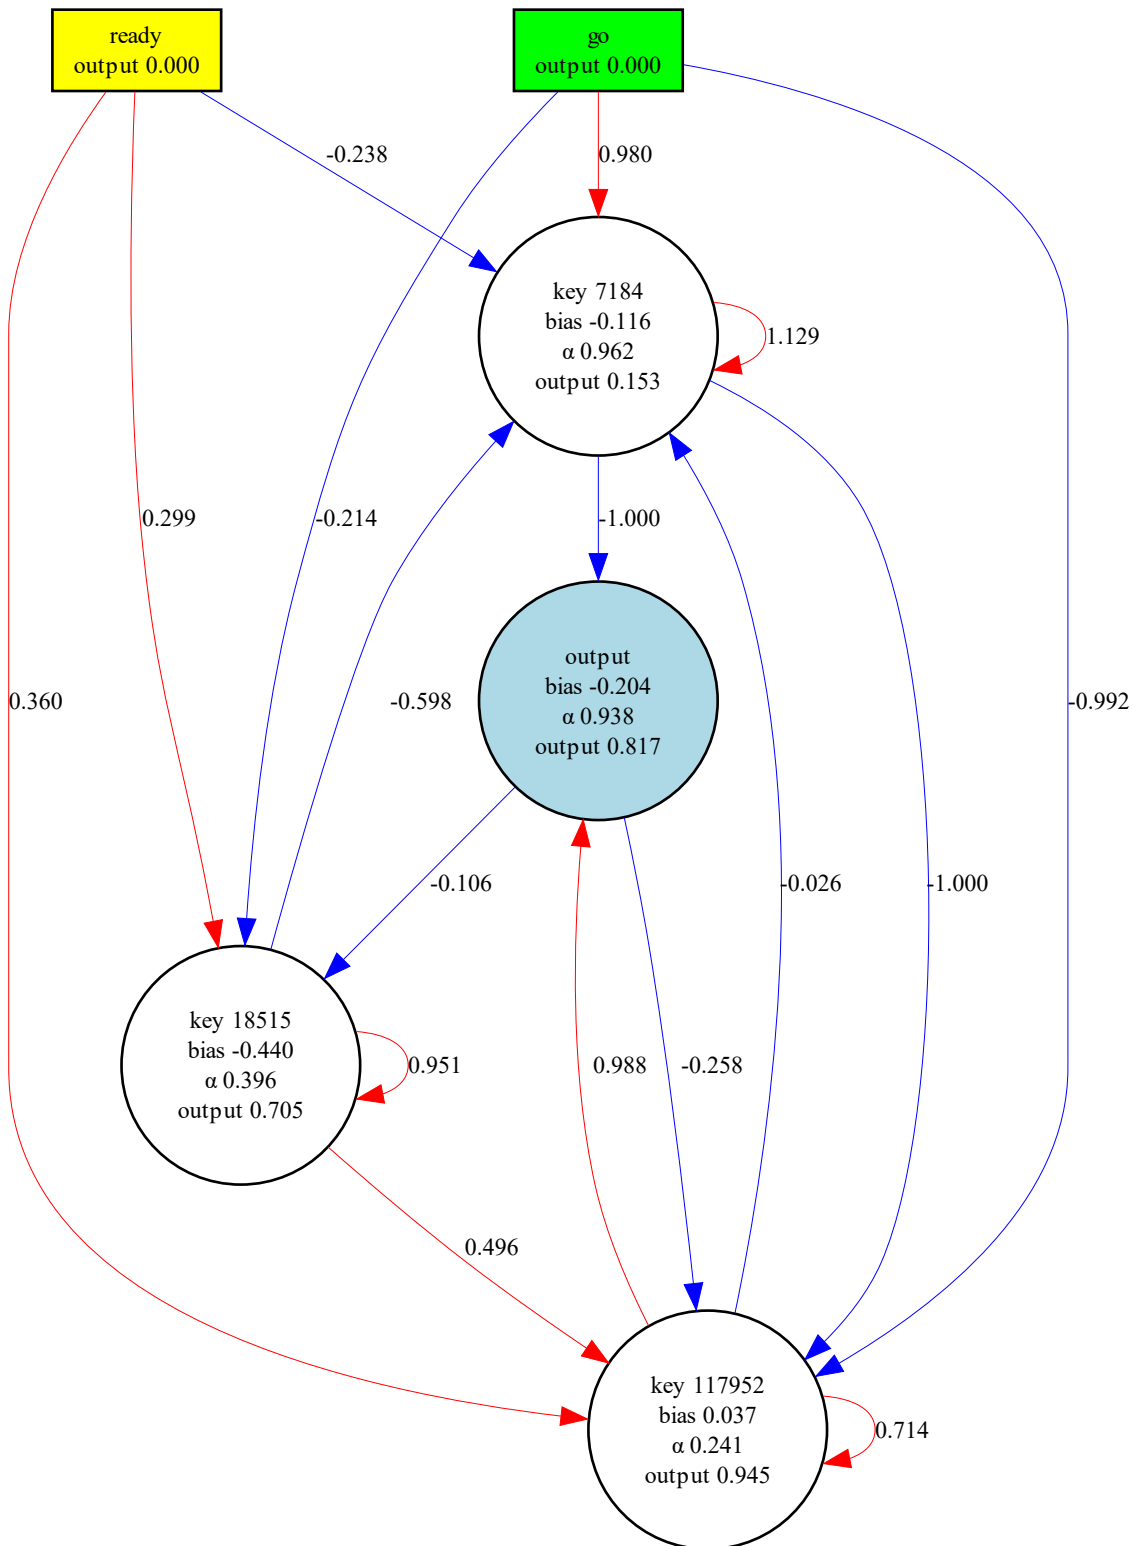 ready
output 0.000
go
output 0.000
-0.238
0.980
key 7184
bias -0.116
α 0.962
output 0.153
1.129
0.299
-0.214
-1.000
output
bias -0.204
α 0.938
output 0.817
0.360
-0.598
-0.992
-0.106
-0.026
-1.000
key 18515
bias -0.440
α 0.396
output 0.705
0.951
0.988
-0.258
0.496
key 117952
bias 0.037
α 0.241
output 0.945
0.714